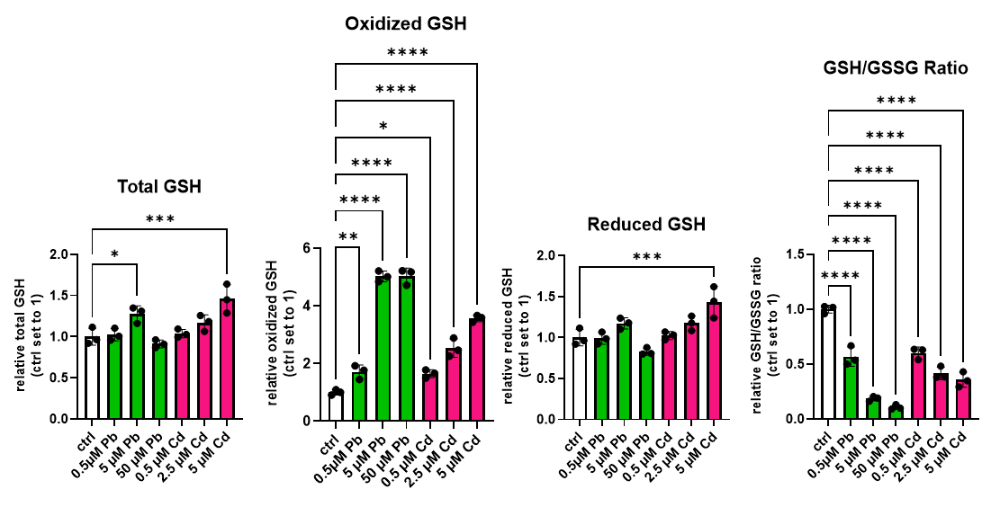 Total GSH
***
*
relative total GSH
(ctrl set to 1)
2.0
1.5
1.0
0.5
0.0
ctrl
0.5µM Pb
5 µM Pb
50 µM Pb
0.5 µM Cd
2.5 µM Cd
5 µM Cd
Oxidized GSH
****
****
*
****
****
**
relative oxidized GSH
(ctrl set to 1)
6
4
2
0
ctrl
0.5µM Pb
5 µM Pb
50 µM Pb
0.5 µM Cd
2.5 µM Cd
5 µM Cd
Reduced GSH
***
relative reduced GSH
(ctrl set to 1)
2.0
1.5
1.0
0.5
0.0
ctrl
0.5µM Pb
5 µM Pb
50 µM Pb
0.5 µM Cd
2.5 µM Cd
5 µM Cd
GSH/GSSG Ratio
****
****
****
****
****
****
relative GSH/GSSG ratio
(ctrl set to 1)
1.5
1.0
0.5
0.0
ctrl
0.5µM Pb
5 µM Pb
50 µM Pb
0.5 µM Cd
2.5 µM Cd
5 µM Cd